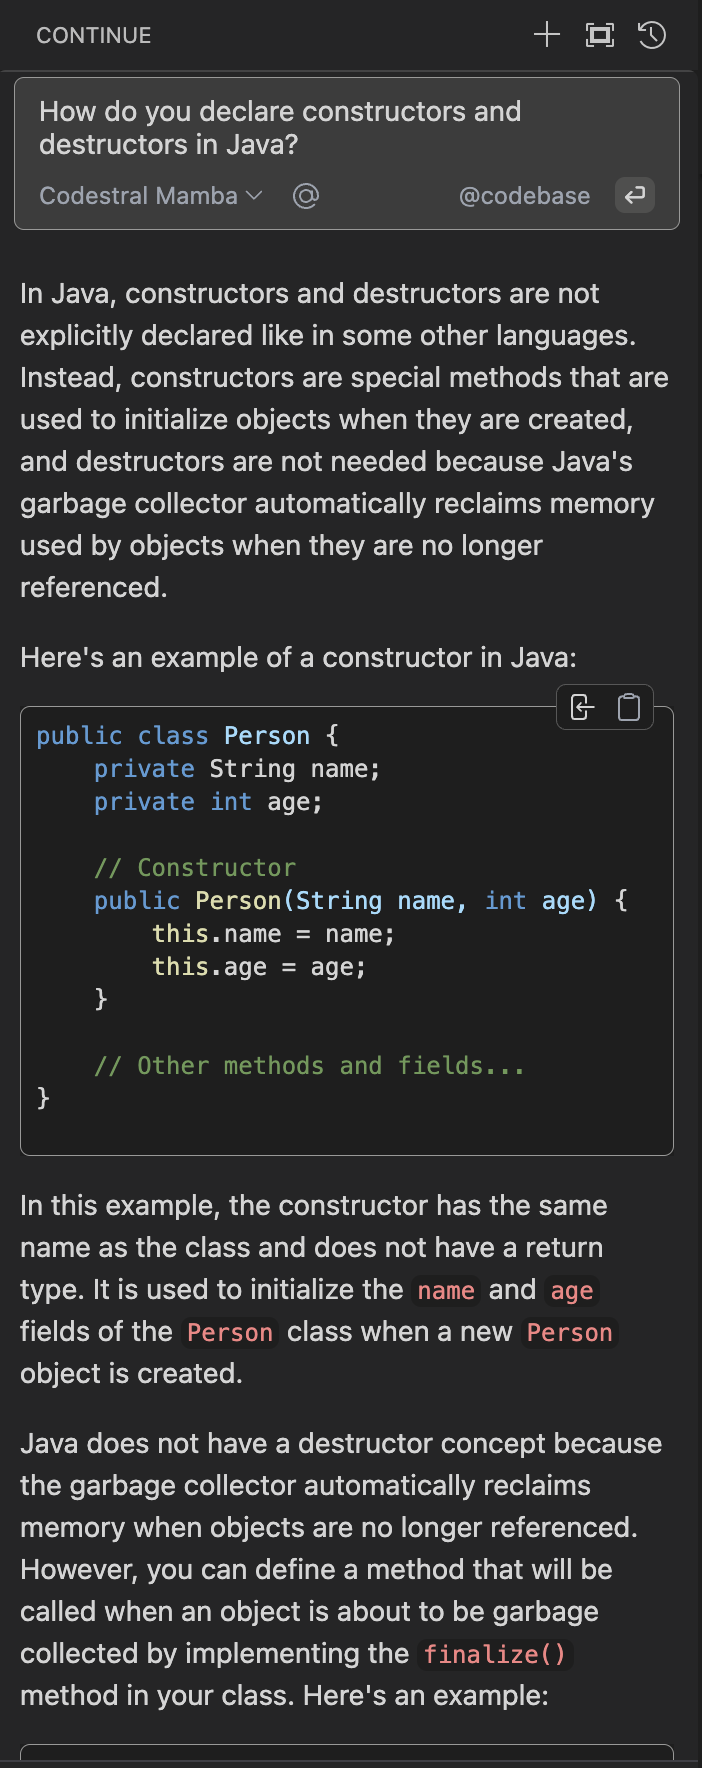 CONTINUE
How do you declare constructors and
destructors in Java?
Codestral Mamba @codebase
In Java, constructors and destructors are not
explicitly declared like in some other languages.
Instead, constructors are special methods that are
used to initialize objects when they are created,
and destructors are not needed because Java's
garbage collector automatically reclaims memory
used by objects when they are no longer
referenced.
Here's an example of a constructor in Java:
public class Person {
    private String name;
    private int age;
    // Constructor
    public Person(String name, int age) {
        this.name = name;
        this.age = age;
    }
    // Other methods and fields...
}
In this example, the constructor has the same
name as the class and does not have a return
type. It is used to initialize the name and age
fields of the Person class when a new Person
object is created.
Java does not have a destructor concept because
the garbage collector automatically reclaims
memory when objects are no longer referenced.
However, you can define a method that will be
called when an object is about to be garbage
collected by implementing the finalize()
method in your class. Here's an example: